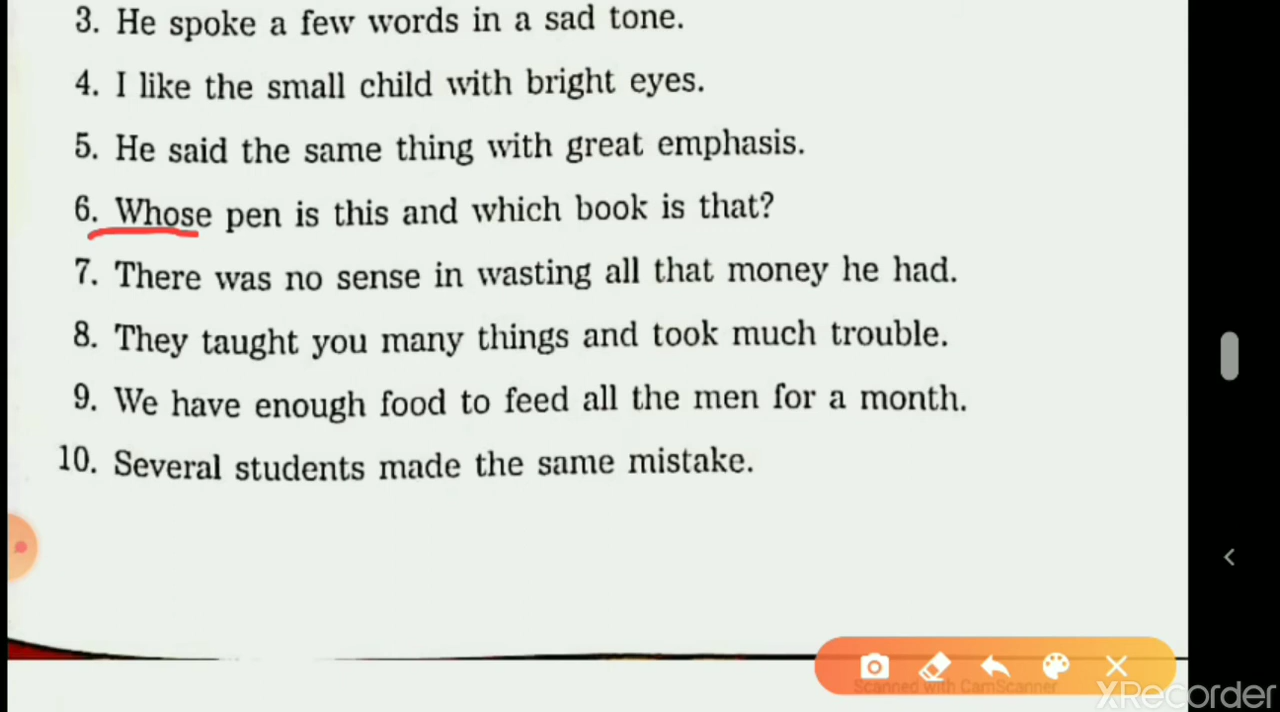 3. He spoke a few words in a sad tone.
4. I like the small child with bright eyes.
5. He said the same thing with great emphasis.
6. Whose pen is this and which book is that?
7. There was no sense in wasting all that money he had.
8. They taught you many things and took much trouble.
9. We have enough food to feed all the men for a month.
10. Several students made the same mistake.
Scanned with CamScanner
XRecorder